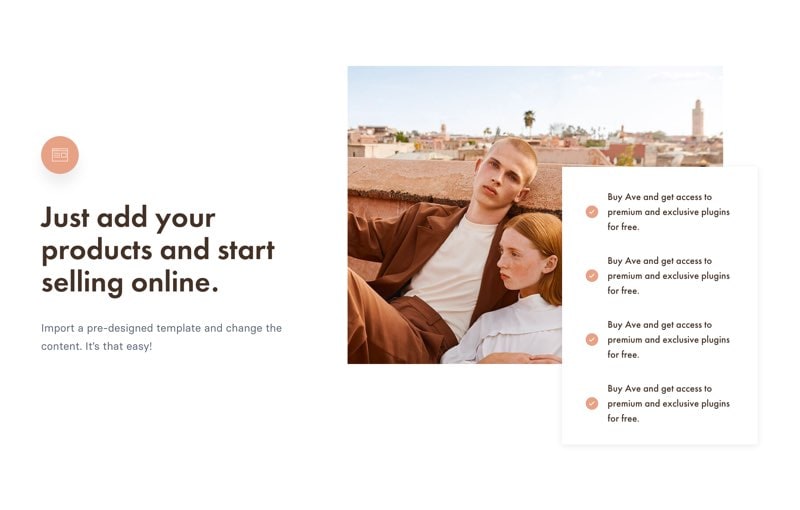 Just add your
products and start
selling online.
Import a pre-designed template and change the
content. It's that easy!
Buy Ave and get access to
premium and exclusive plugins
for free.
Buy Ave and get access to
premium and exclusive plugins
for free.
Buy Ave and get access to
premium and exclusive plugins
for free.
Buy Ave and get access to
premium and exclusive plugins
for free.